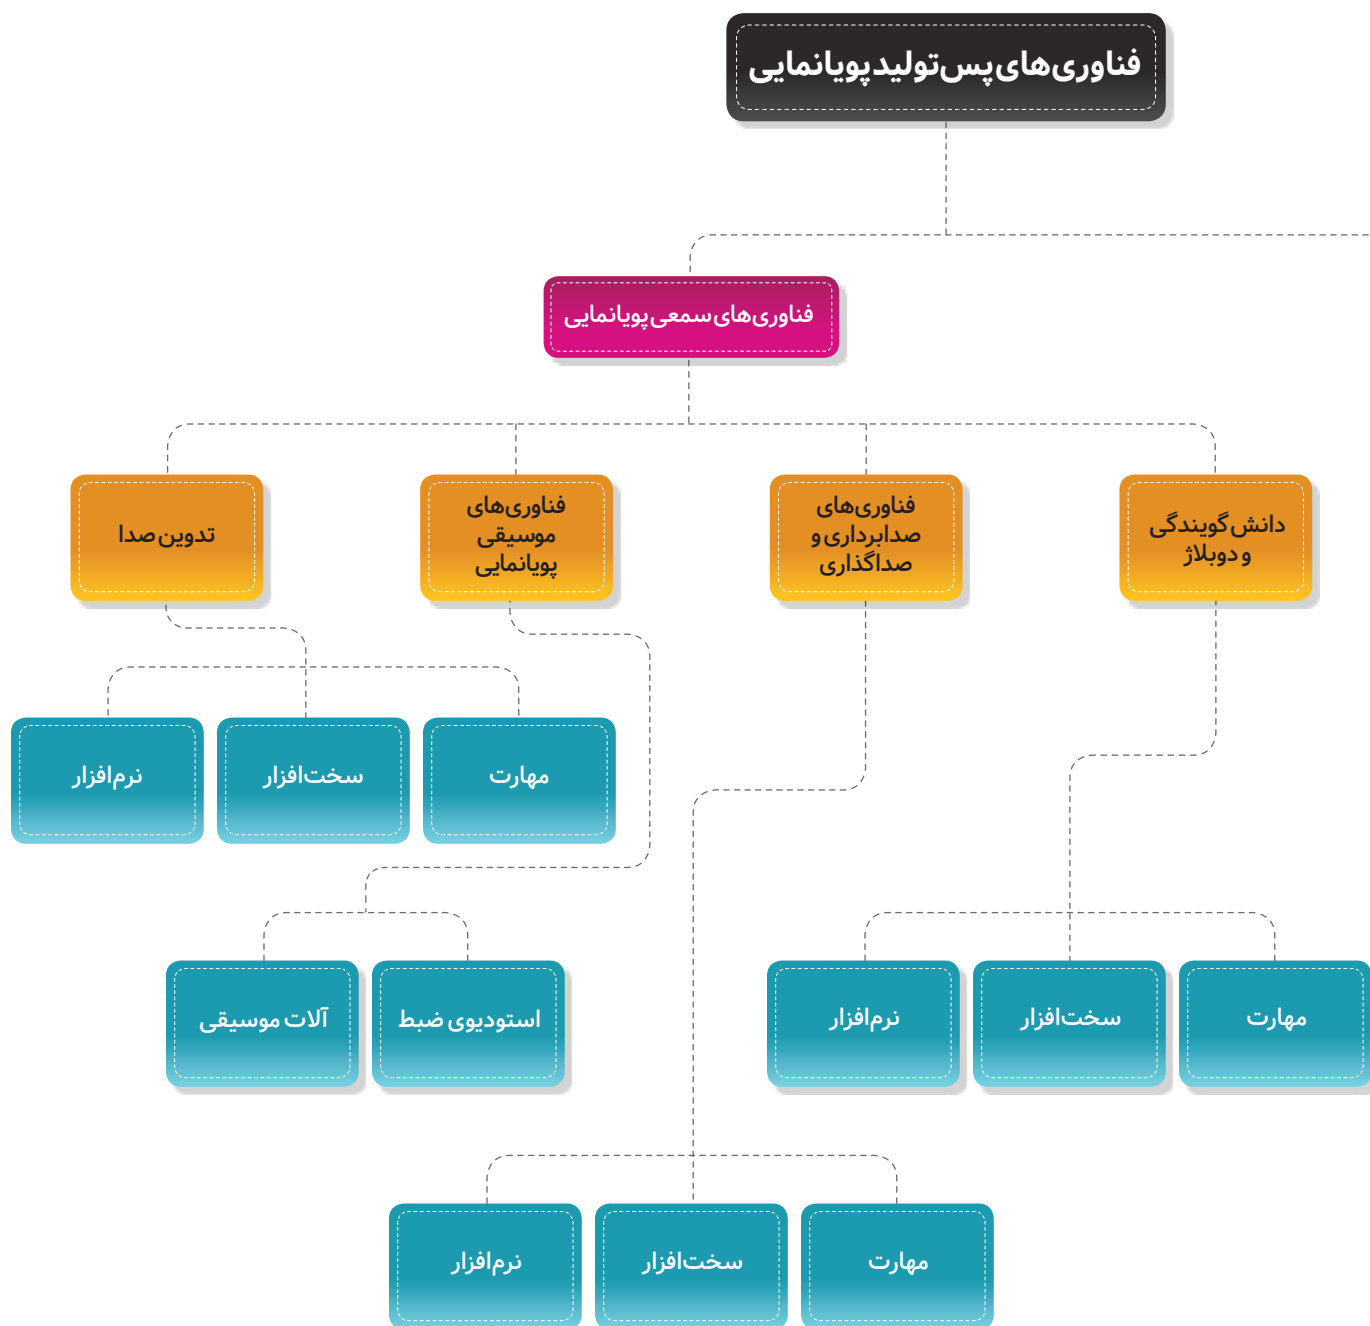 فناوری‌های پس‌تولید پویانمایی
فناوری‌های سمعی پویانمایی
دانش گویندگی
و دوبلاژ
فناوری‌های
صدابرداری و
صداگذاری
فناوری‌های
موسیقی
پویانمایی
تدوین صدا
مهارت
سخت‌افزار
نرم‌افزار
مهارت
سخت‌افزار
نرم‌افزار
استودیوی ضبط
آلات موسیقی
مهارت
سخت‌افزار
نرم‌افزار